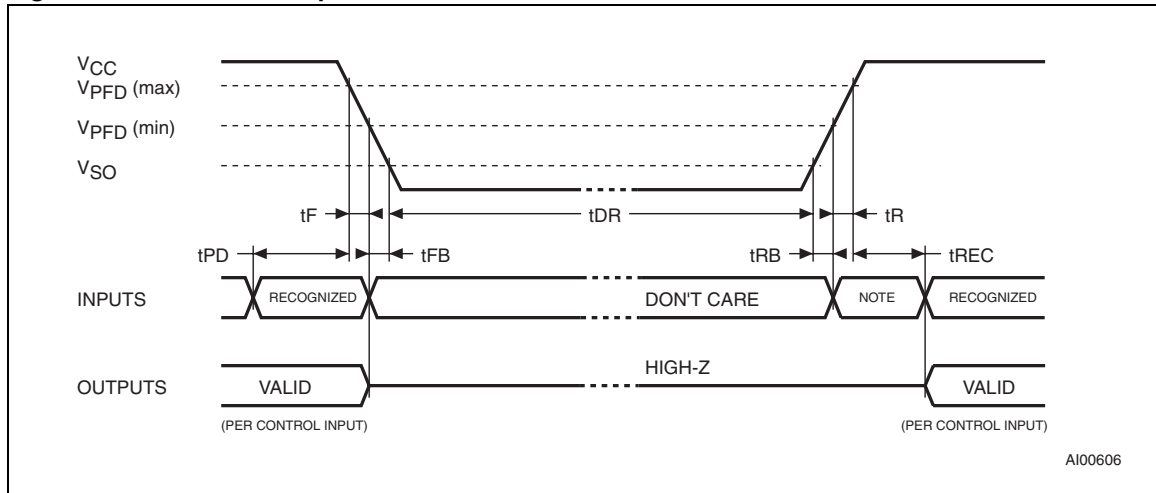 VCC
VPFD (max)
VPFD (min)
VSO
tF
tDR
tR
tPD
tFB
tRB
tREC
INPUTS
RECOGNIZED
DON'T CARE
NOTE
RECOGNIZED
HIGH-Z
OUTPUTS
VALID
VALID
(PER CONTROL INPUT)
(PER CONTROL INPUT)
AI00606